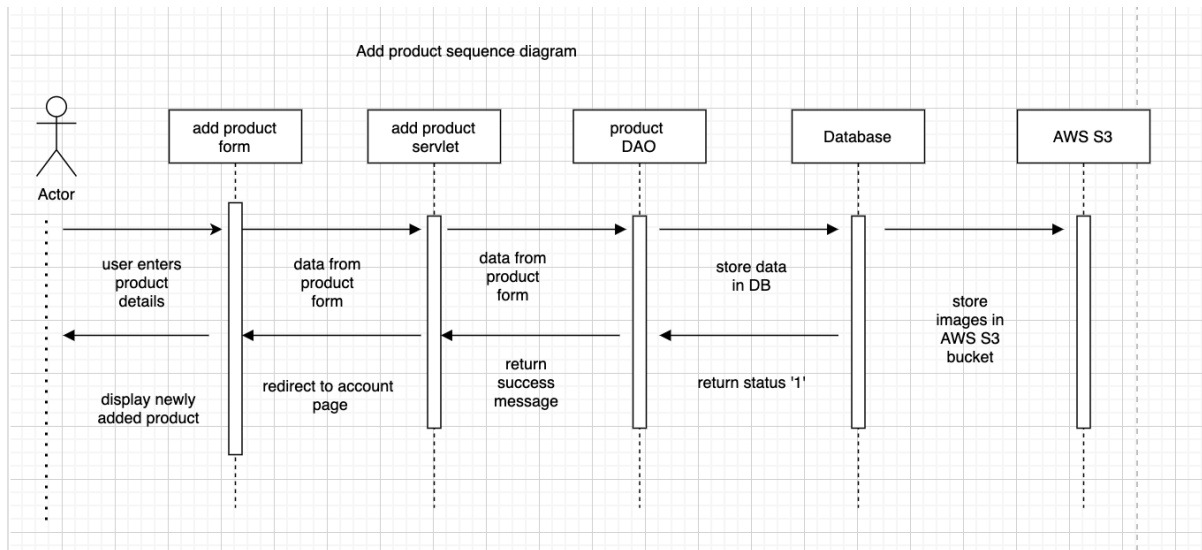 Add product sequence diagram
add product
form
add product
servlet
product
DAO
Database
AWS S3
Actor
user enters
product
details
data from
product
form
data from
product
form
store data
in DB
store
images in
AWS S3
bucket
display newly
added product
redirect to account
page
return
success
message
return status '1'